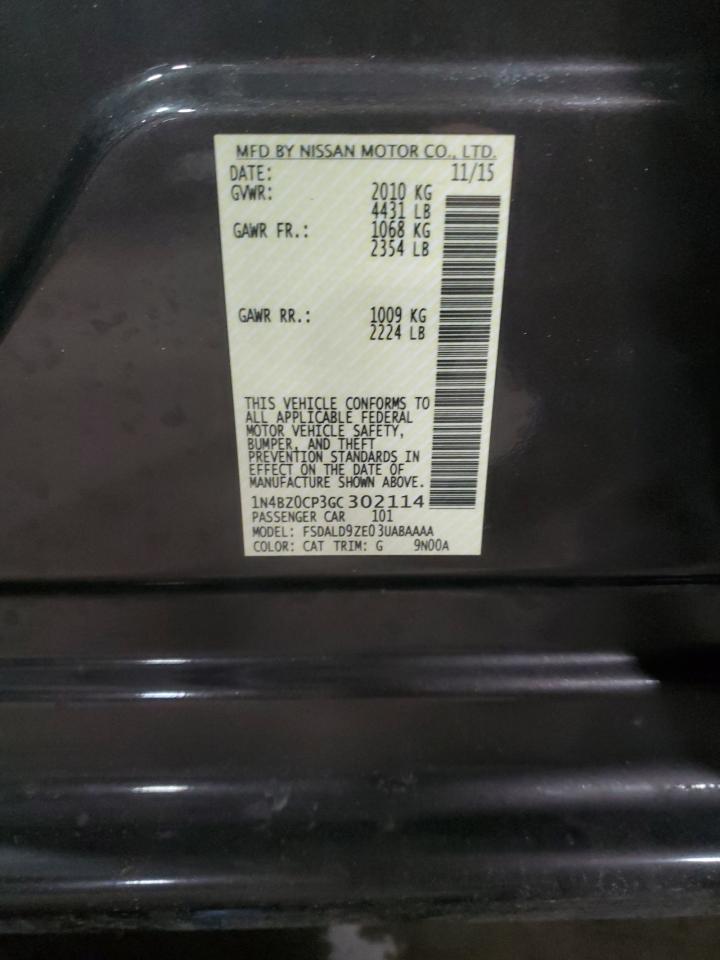 MFD BY NISSAN MOTOR CO., LTD.
DATE: 11/15
GVWR: 2010 KG
4431 LB
GAWR FR.: 1068 KG
2354 LB
GAWR RR.: 1009 KG
2224 LB
THIS VEHICLE CONFORMS TO
ALL APPLICABLE FEDERAL
MOTOR VEHICLE SAFETY,
BUMPER, AND THEFT
PREVENTION STANDARDS IN
EFFECT ON THE DATE OF
MANUFACTURE SHOWN ABOVE.
1N4BZ0CP3GC302114
PASSENGER CAR 101
MODEL: FSDALD9ZE03UABAAAA
COLOR: CAT TRIM: G 9N00A